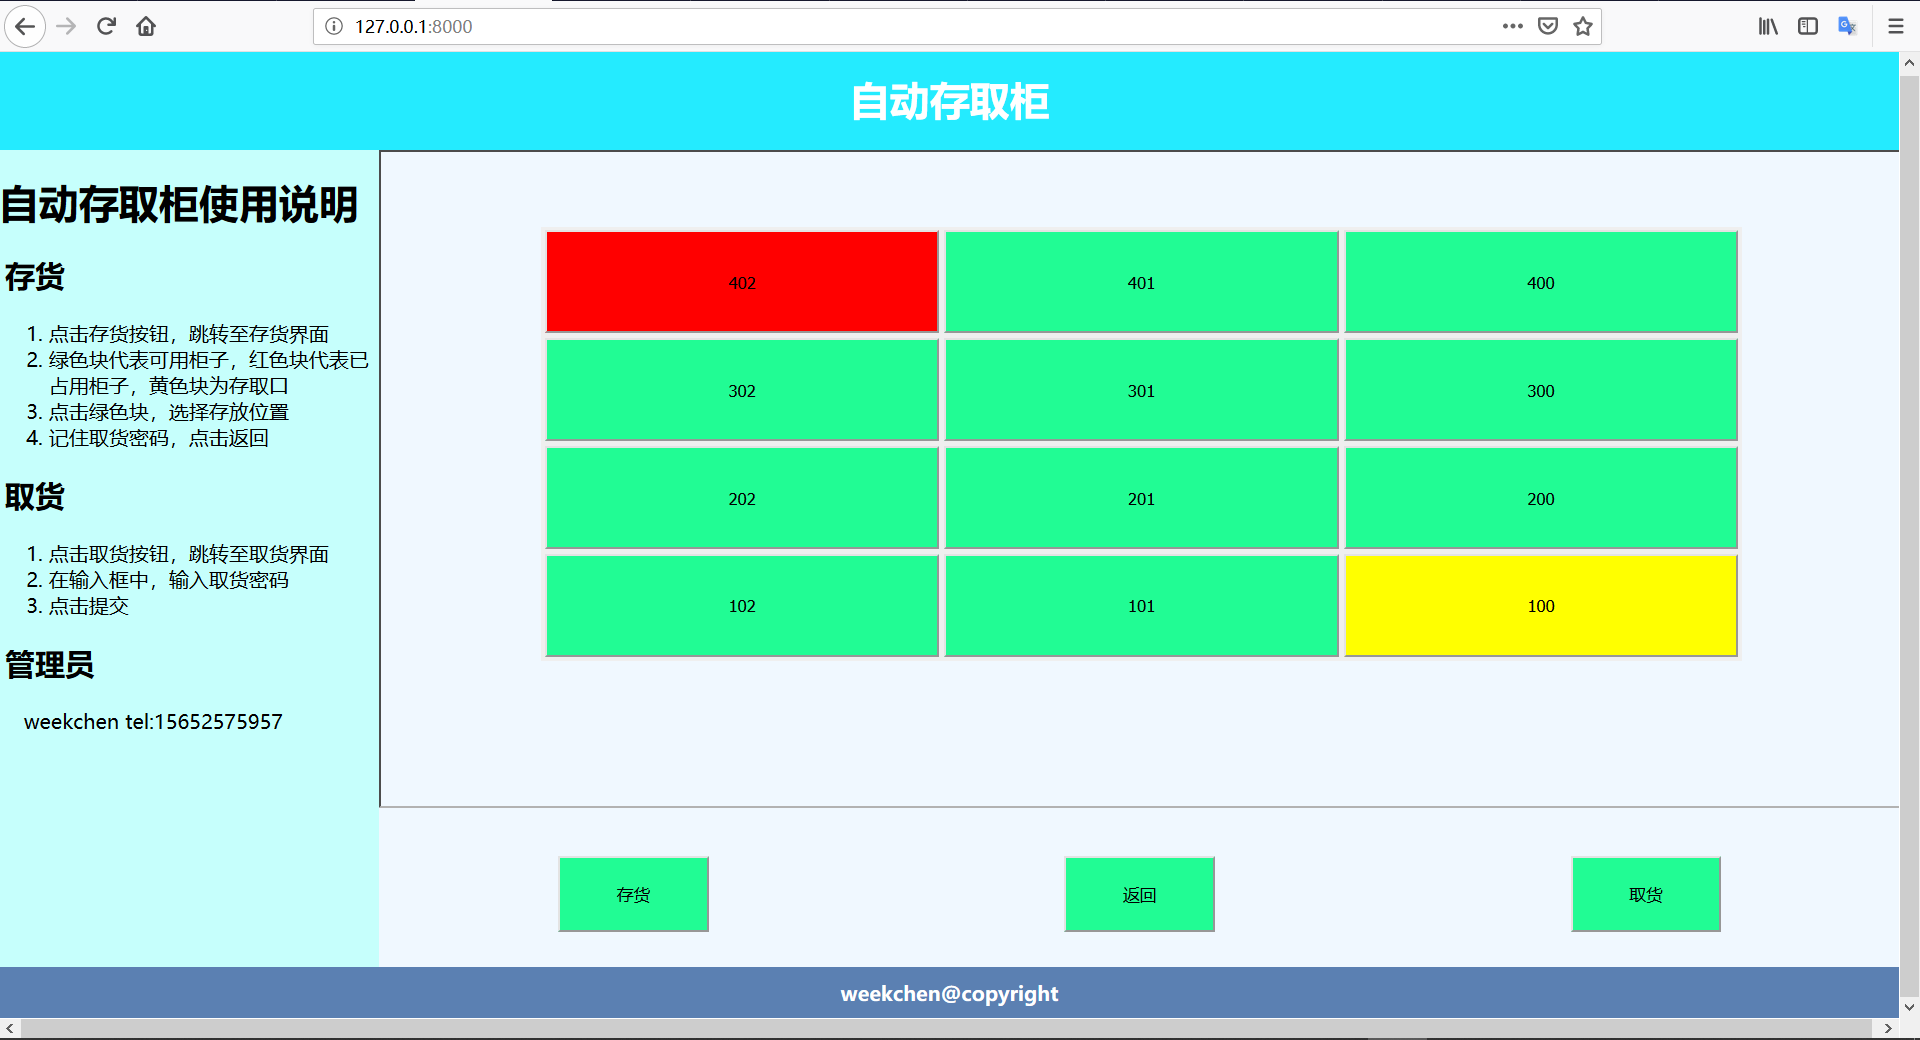 127.0.0.1:8000
自动存取柜
自动存取柜使用说明
存货
1. 点击存货按钮，跳转至存货界面
2. 绿色块代表可用柜子，红色块代表已
占用柜子，黄色块为存取口
3. 点击绿色块，选择存放位置
4. 记住取货密码，点击返回
取货
1. 点击取货按钮，跳转至取货界面
2. 在输入框中，输入取货密码
3. 点击提交
管理员
weekchen tel:15652575957
402 401 400
302 301 300
202 201 200
102 101 100
存货 返回 取货
weekchen@copyright